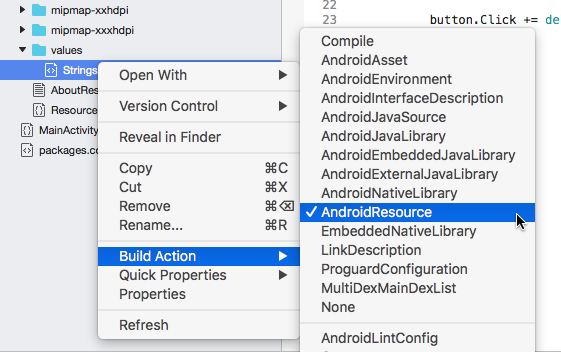 mipmap-xxhdpi
mipmap-xxxhdpi
values
Strings
AboutRes
Resource
MainActivity
packages.co
Open With
Version Control
Reveal in Finder
Copy ⌘C
Cut ⌘X
Remove ⌘⌫
Rename... ⌘R
Build Action
Quick Properties
Properties
Refresh
22
23 button.Click += de
Compile
AndroidAsset
AndroidEnvironment
AndroidInterfaceDescription
AndroidJavaSource
AndroidJavaLibrary
AndroidEmbeddedJavaLibrary
AndroidExternalJavaLibrary
AndroidNativeLibrary
✓ AndroidResource
EmbeddedNativeLibrary
LinkDescription
ProguardConfiguration
MultiDexMainDexList
None
AndroidLintConfig